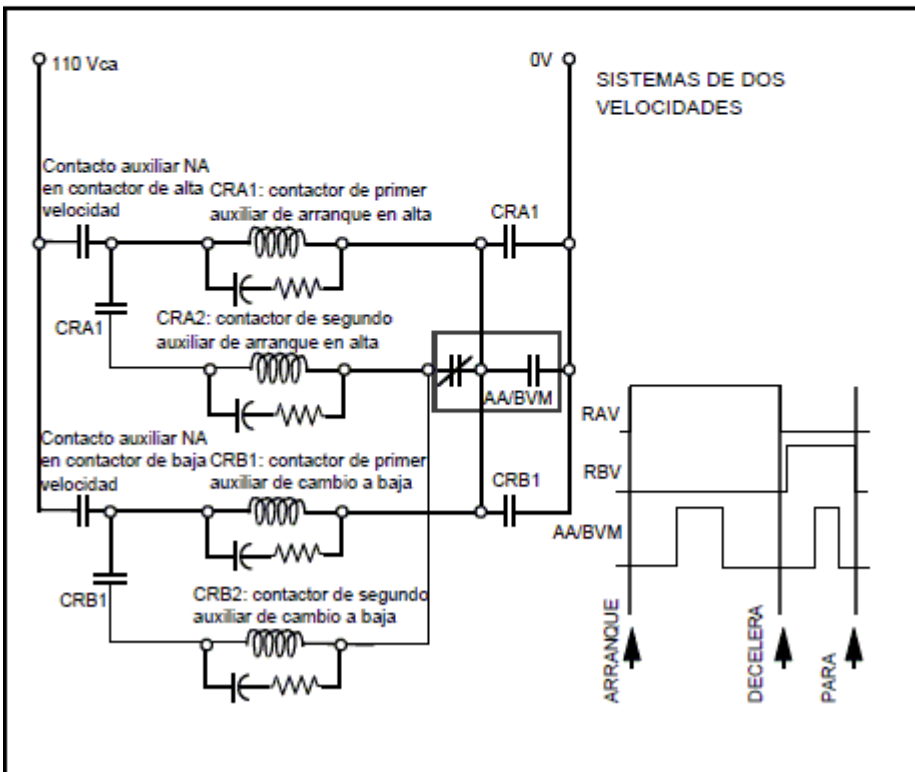 110 Vca
0V
SISTEMAS DE DOS
VELOCIDADES
Contacto auxiliar NA
en contactor de alta
velocidad
CRA1: contactor de primer
auxiliar de arranque en alta
CRA1
CRA1
CRA2: contactor de segundo
auxiliar de arranque en alta
AA/BVM
Contacto auxiliar NA
en contactor de baja
velocidad
CRB1: contactor de primer
auxiliar de cambio a baja
CRB1
CRB1
CRB2: contactor de segundo
auxiliar de cambio a baja
RAV
RBV
AA/BVM
ARRANQUE
DECELERA
PARA